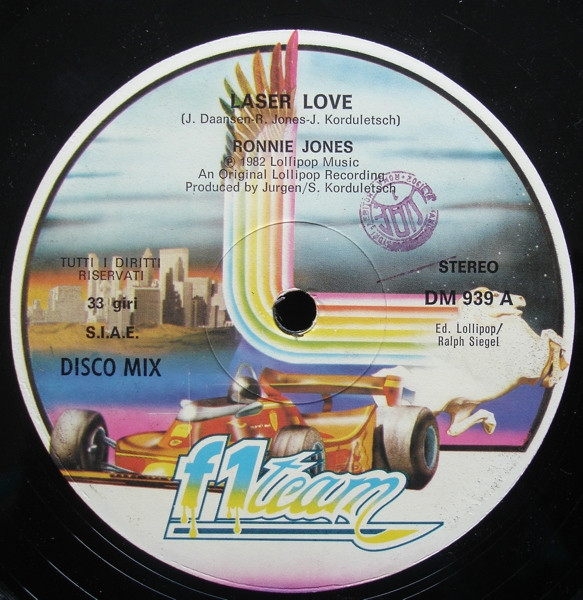 LASER LOVE
(J. Daansen-R. Jones-J. Korduletsch)
RONNIE JONES
℗ 1982 Lollipop Music
An Original Lollipop Recording
Produced by Jurgen/S. Korduletsch
TUTTI I DIRITTI
RISERVATI
33 giri
S.I.A.E.
DISCO MIX
STEREO
DM 939 A
Ed. Lollipop/
Ralph Siegel
f1 team